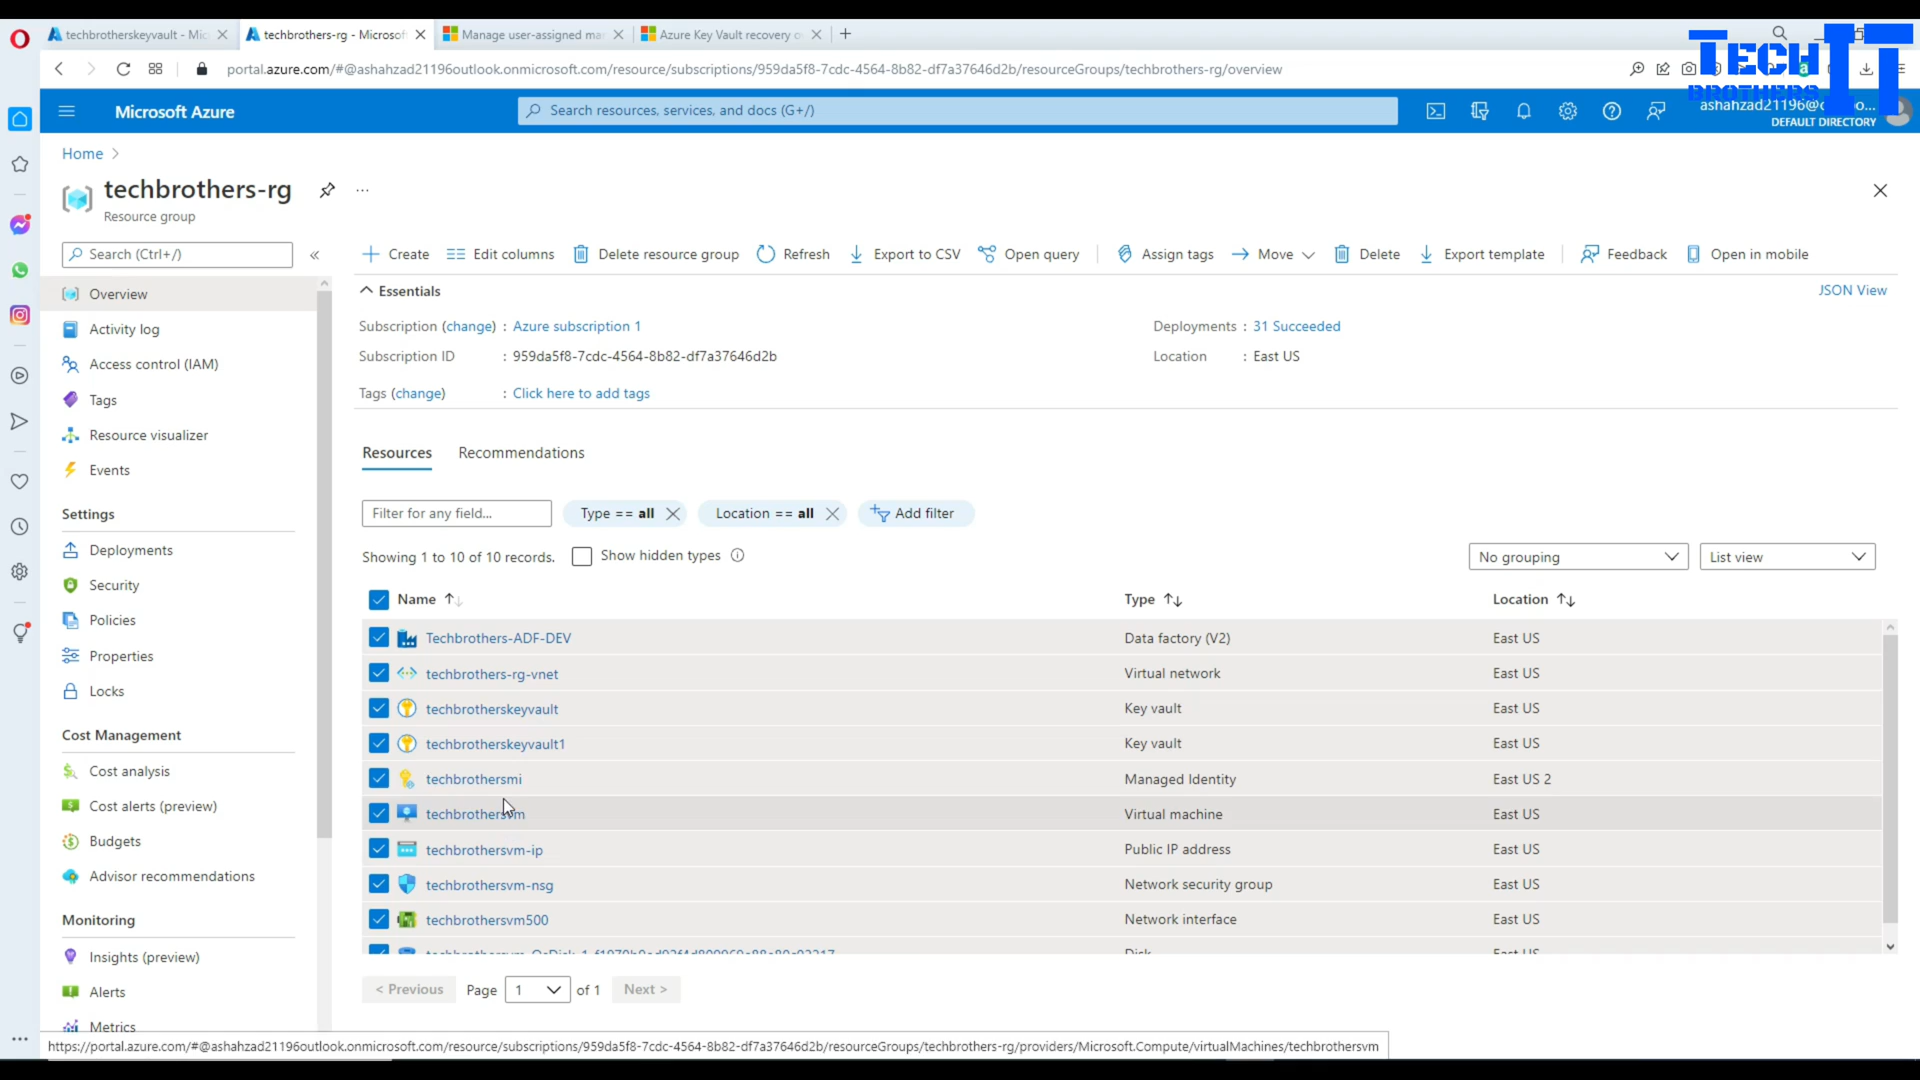 techbrotherskeyvault - Mic
techbrothers-rg - Microsof
Manage user-assigned ma
Azure Key Vault recovery o
portal.azure.com/#@ashahzad21196outlook.onmicrosoft.com/resource/subscriptions/959da5f8-7cdc-4564-8b82-df7a37646d2b/resourceGroups/techbrothers-rg/overview
TECH IT
BROTHERS
Microsoft Azure
Search resources, services, and docs (G+/)
DEFAULT DIRECTORY
Home >
techbrothers-rg
Resource group
Search (Ctrl+/)
Create
Edit columns
Delete resource group
Refresh
Export to CSV
Open query
Assign tags
Move
Delete
Export template
Feedback
Open in mobile
Overview
Activity log
Access control (IAM)
Tags
Resource visualizer
Events
Settings
Deployments
Security
Policies
Properties
Locks
Cost Management
Cost analysis
Cost alerts (preview)
Budgets
Advisor recommendations
Monitoring
Insights (preview)
Alerts
Metrics
Essentials
JSON View
Subscription (change) : Azure subscription 1
Deployments : 31 Succeeded
Subscription ID : 959da5f8-7cdc-4564-8b82-df7a37646d2b
Location : East US
Tags (change) : Click here to add tags
Resources
Recommendations
Filter for any field...
Type == all
Location == all
Add filter
Showing 1 to 10 of 10 records.
Show hidden types
No grouping
List view
Name
Type
Location
Techbrothers-ADF-DEV Data factory (V2) East US
techbrothers-rg-vnet Virtual network East US
techbrotherskeyvault Key vault East US
techbrotherskeyvault1 Key vault East US
techbrothersmi Managed Identity East US 2
techbrothersvm Virtual machine East US
techbrothersvm-ip Public IP address East US
techbrothersvm-nsg Network security group East US
techbrothersvm500 Network interface East US
Disk East US
< Previous
Page 1 of 1
Next >
https://portal.azure.com/#@ashahzad21196outlook.onmicrosoft.com/resource/subscriptions/959da5f8-7cdc-4564-8b82-df7a37646d2b/resourceGroups/techbrothers-rg/providers/Microsoft.Compute/virtualMachines/techbrothersvm